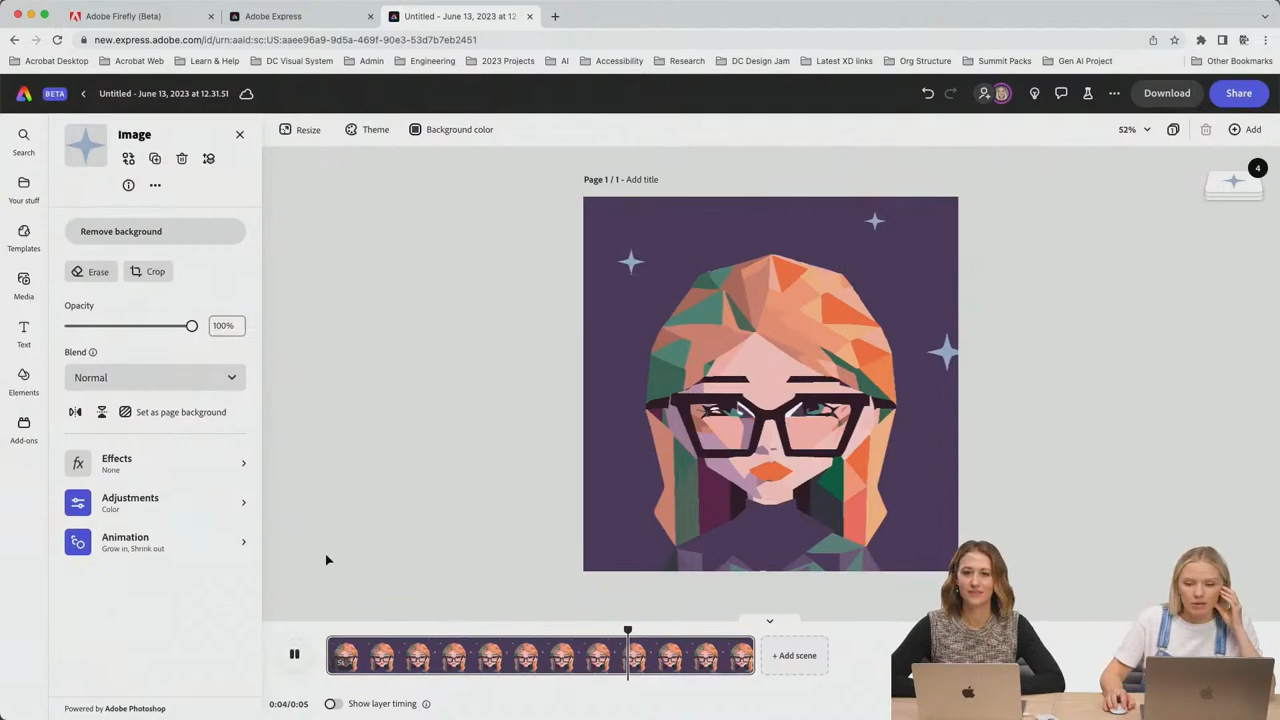 Adobe Firefly (Beta)
Adobe Express
Untitled - June 13, 2023 at 12
new.express.adobe.com/id/urn:aaid:sc:US:aaee96a9-9d5a-469f-90e3-53d7b7eb2451
Acrobat Desktop
Acrobat Web
Learn & Help
DC Visual System
Admin
Engineering
2023 Projects
AI
Accessibility
Research
DC Design Jam
Latest XD links
Org Structure
Summit Packs
Gen AI Project
Other Bookmarks
BETA
Untitled - June 13, 2023 at 12.31.51
Download
Share
Search
Your stuff
Templates
Media
Text
Elements
Add-ons
Image
Remove background
Erase
Crop
Opacity
100%
Blend
Normal
Set as page background
fx
Effects
None
Adjustments
Color
Animation
Grow in, Shrink out
Powered by Adobe Photoshop
Resize
Theme
Background color
52%
1
Add
Page 1 / 1 - Add title
4
+ Add scene
0:04/0:05
Show layer timing